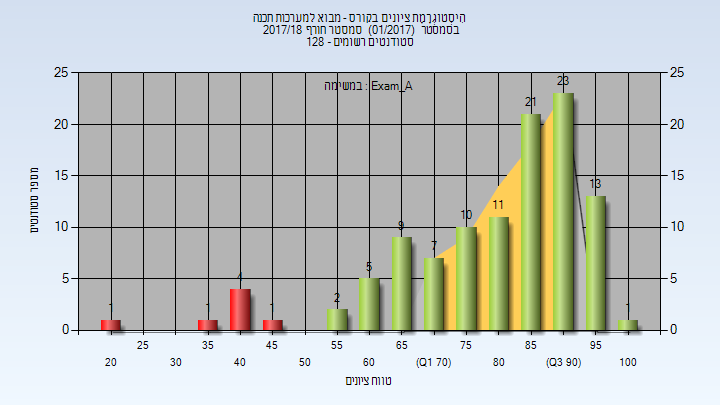 הִיסְטוֹגְרָמַת ציונים בקורס - מבוא למערכות תכנה
בסמסטר (01/2017) סמסטר חורף 2017/18
סטודנטים רשומים - 128
במשימה : Exam_A
מספר סטודנטים
25 25
20 20
15 15
10 10
5 5
0 0
1 1 4 1 2 5 9 7 10 11 21 23 13 1
25 35 45 55 65 75 85 95
20 30 40 50 60 (Q1 70) 80 (Q3 90) 100
טווח ציונים